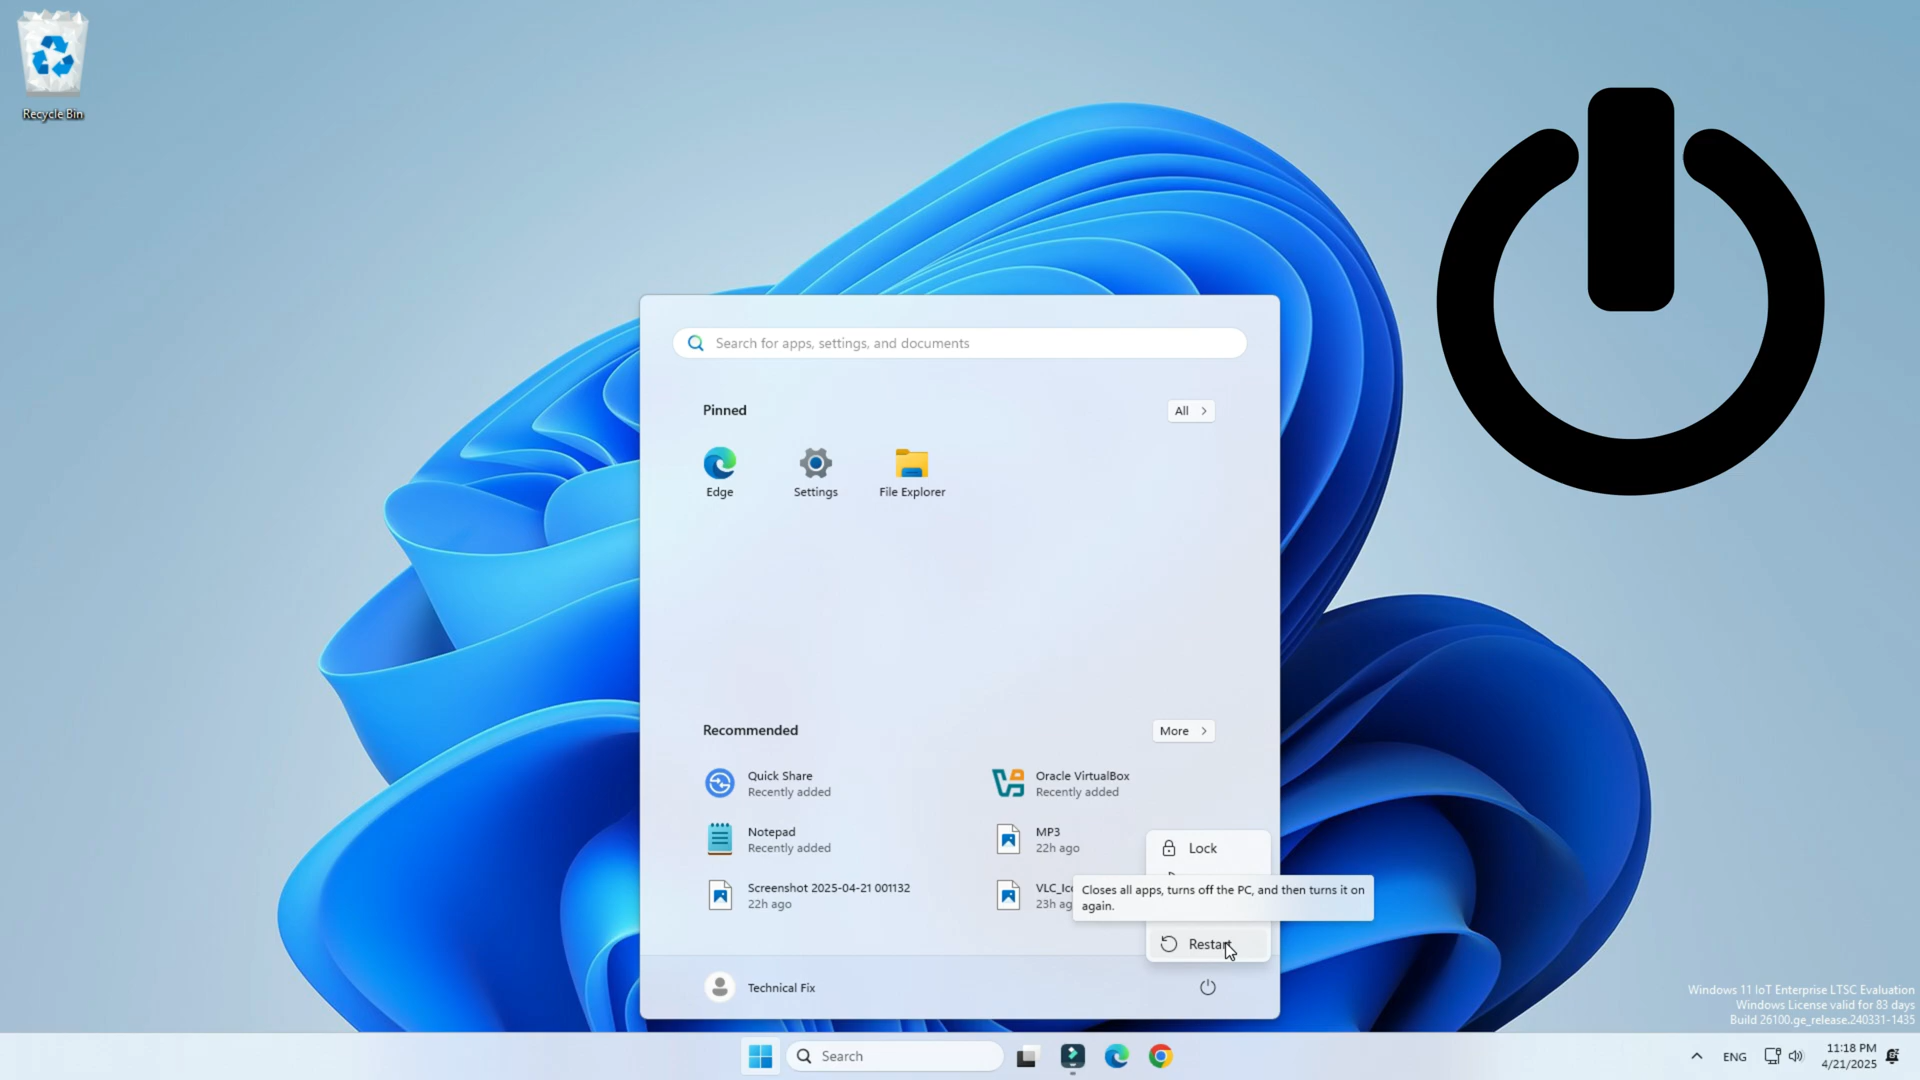 Recycle Bin
Search for apps, settings, and documents
Pinned
All
Edge
Settings
File Explorer
Recommended
More
Quick Share
Recently added
Oracle VirtualBox
Recently added
Notepad
Recently added
MP3
22h ago
Lock
Screenshot 2025-04-21 001132
22h ago
23h
Closes all apps, turns off the PC, and then turns it on
again.
Restart
Technical Fix
Windows 11 IoT Enterprise LTSC Evaluation
Windows License valid for 83 days
Build 26100.ge_release.240331-1435
Search
ENG
11:18 PM
4/21/2025